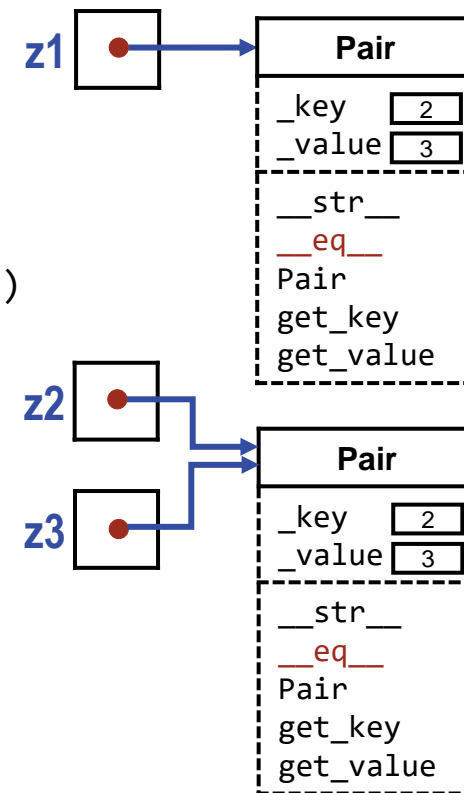 z1
Pair
_key 2
_value 3
__str__
__eq__
)
Pair
get_key
get_value
z2
z3
Pair
_key 2
_value 3
__str__
__eq__
Pair
get_key
get_value